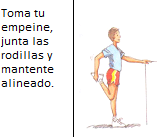 Toma tu
empeine,
junta las
rodillas y
mantente
alineado.